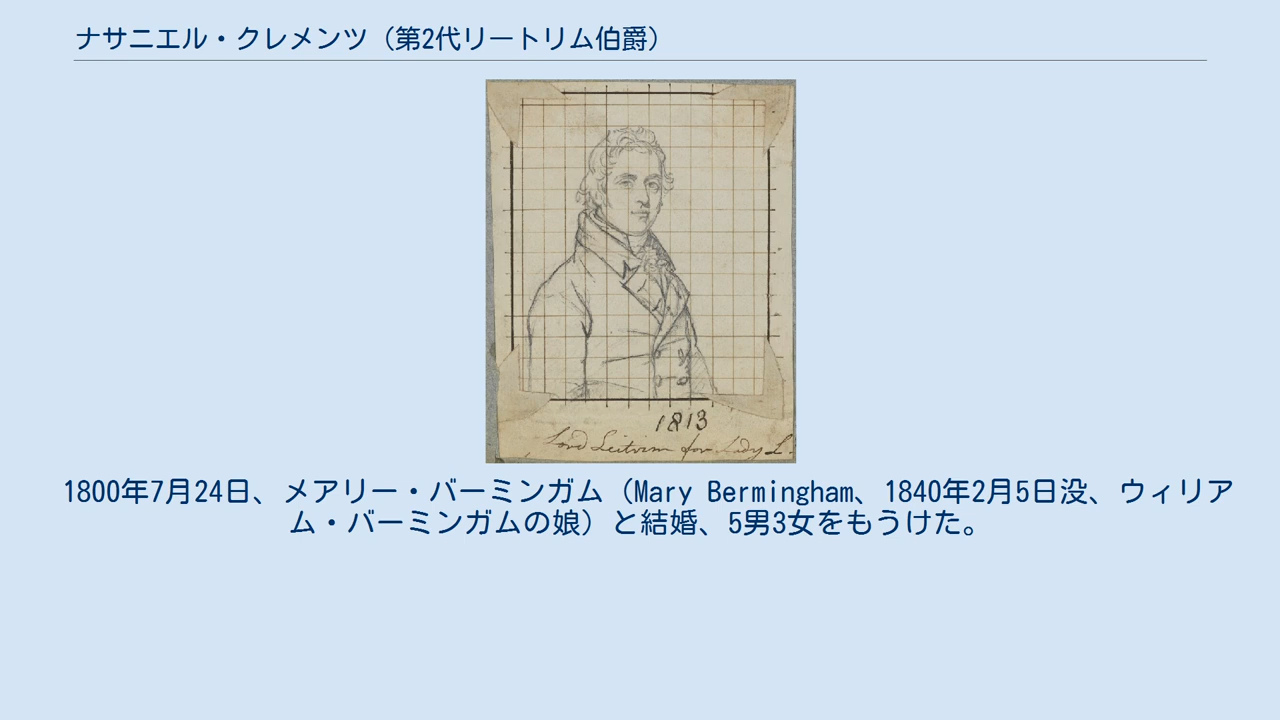 ナサニエル・クレメンツ（第2代リートリム伯爵）
1813
Lord Leitrim for Lady L.
1800年7月24日、メアリー・バーミンガム（Mary Bermingham、1840年2月5日没、ウィリア
ム・バーミンガムの娘）と結婚、5男3女をもうけた。